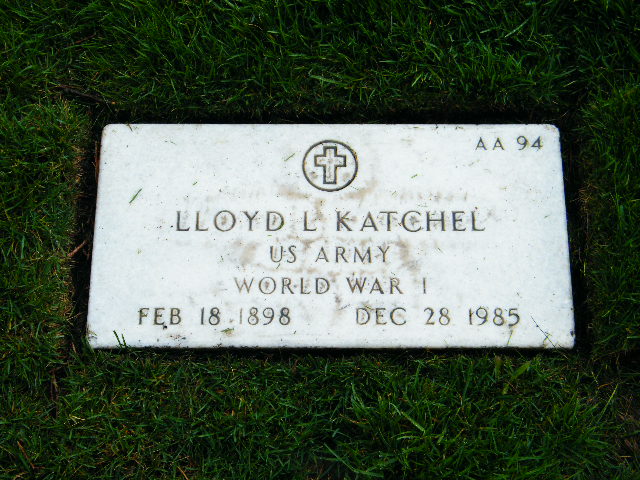 AA 94
LLOYD L KATCHEL
US ARMY
WORLD WAR I
FEB 18 1898 DEC 28 1985